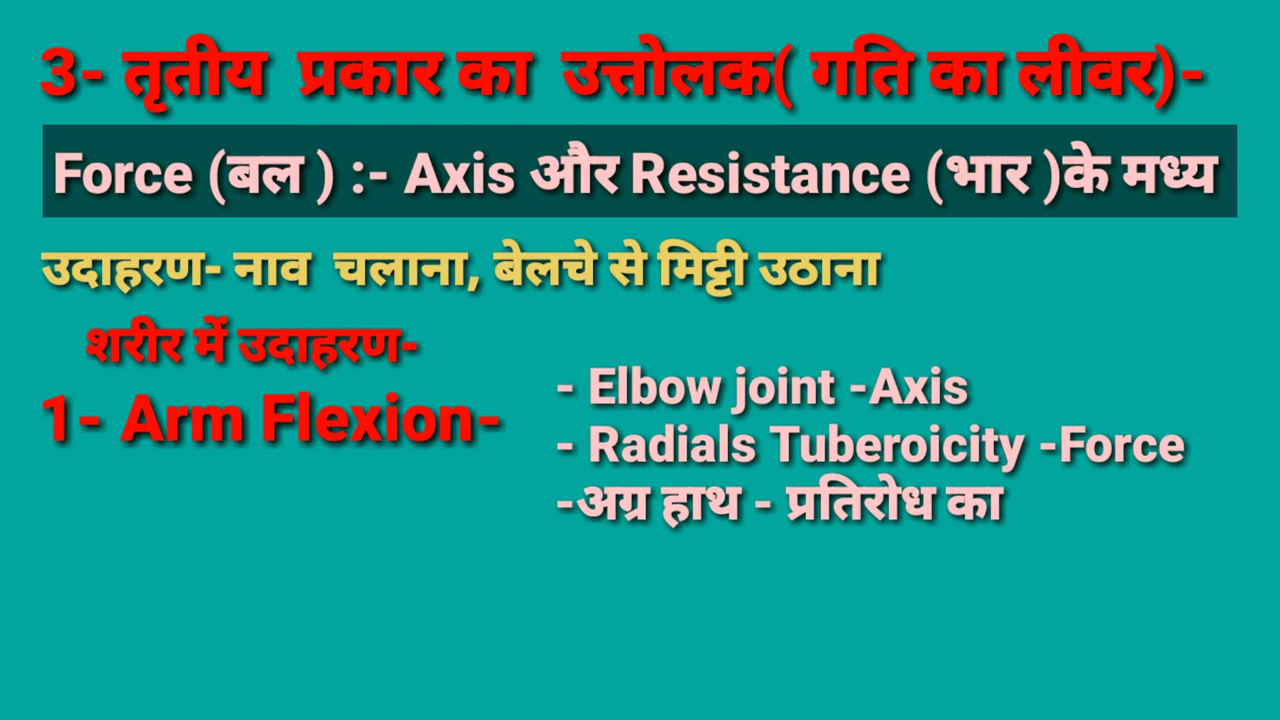 3- तृतीय प्रकार का उत्तोलक( गति का लीवर)-
Force (बल ) :- Axis और Resistance (भार )के मध्य
उदाहरण- नाव चलाना, बेलचे से मिट्टी उठाना
शरीर में उदाहरण-
1- Arm Flexion-
- Elbow joint -Axis
- Radials Tuberoicity -Force
-अग्र हाथ - प्रतिरोध का